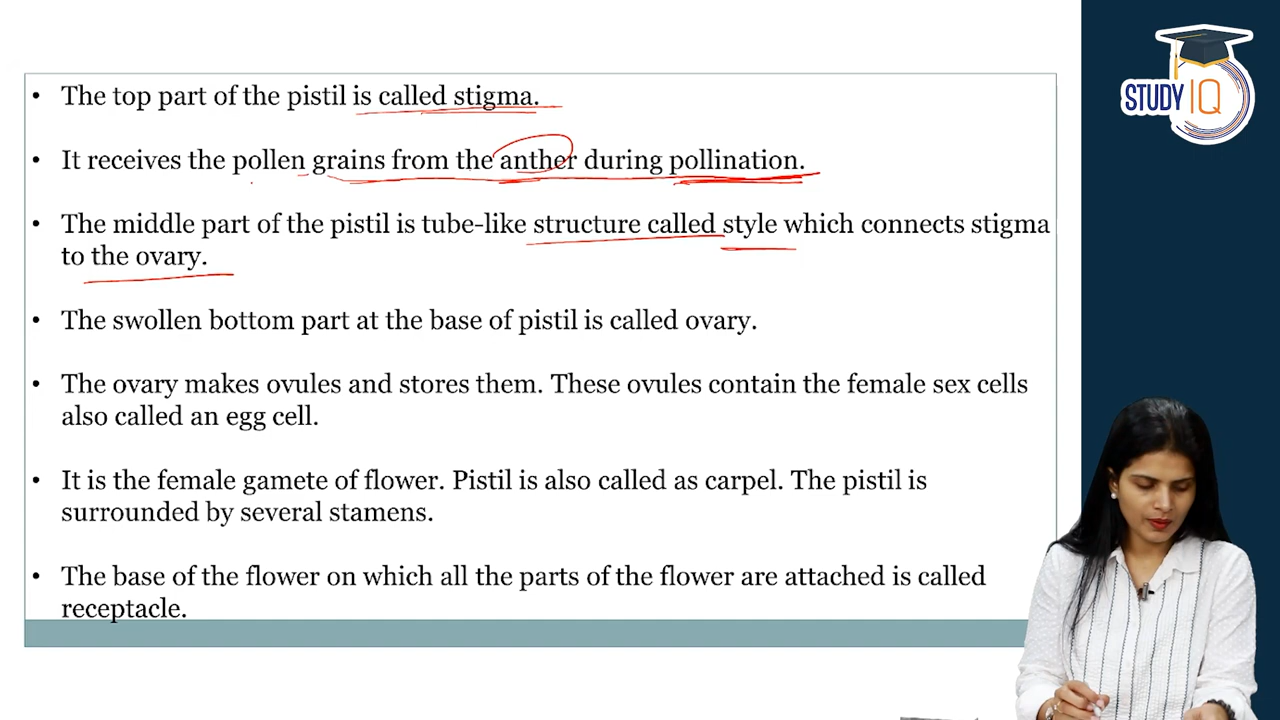 • The top part of the pistil is called stigma.
• It receives the pollen grains from the anther during pollination.
• The middle part of the pistil is tube-like structure called style which connects stigma
to the ovary.
• The swollen bottom part at the base of pistil is called ovary.
• The ovary makes ovules and stores them. These ovules contain the female sex cells
also called an egg cell.
• It is the female gamete of flower. Pistil is also called as carpel. The pistil is
surrounded by several stamens.
• The base of the flower on which all the parts of the flower are attached is called
receptacle.
STUDY IQ